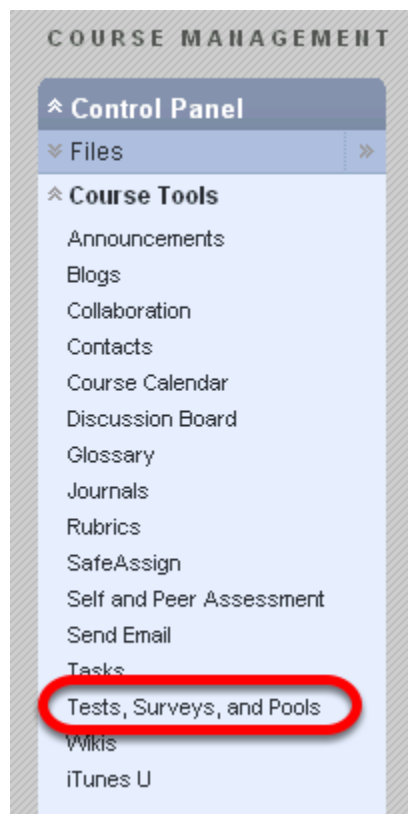 COURSE MANAGEMENT
Control Panel
Files
Course Tools
Announcements
Blogs
Collaboration
Contacts
Course Calendar
Discussion Board
Glossary
Journals
Rubrics
SafeAssign
Self and Peer Assessment
Send Email
Tasks
Tests, Surveys, and Pools
Wikis
iTunes U